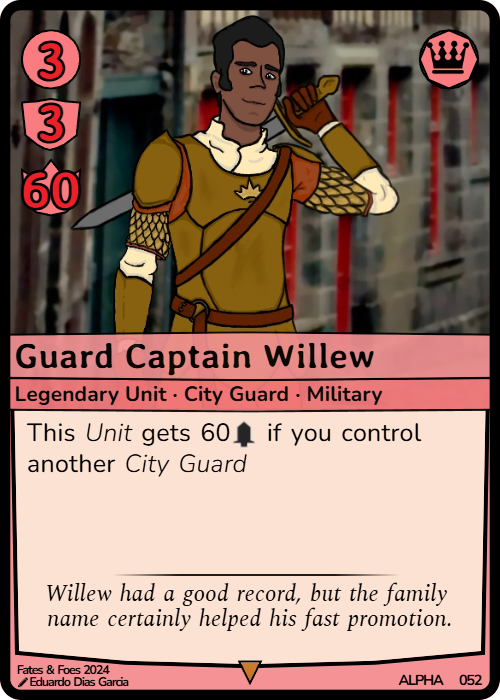 3
3
60
Guard Captain Willew
Legendary Unit · City Guard · Military
This Unit gets 60 if you control
another City Guard
Willew had a good record, but the family
name certainly helped his fast promotion.
Fates & Foes 2024
Eduardo Dias Garcia
ALPHA 052